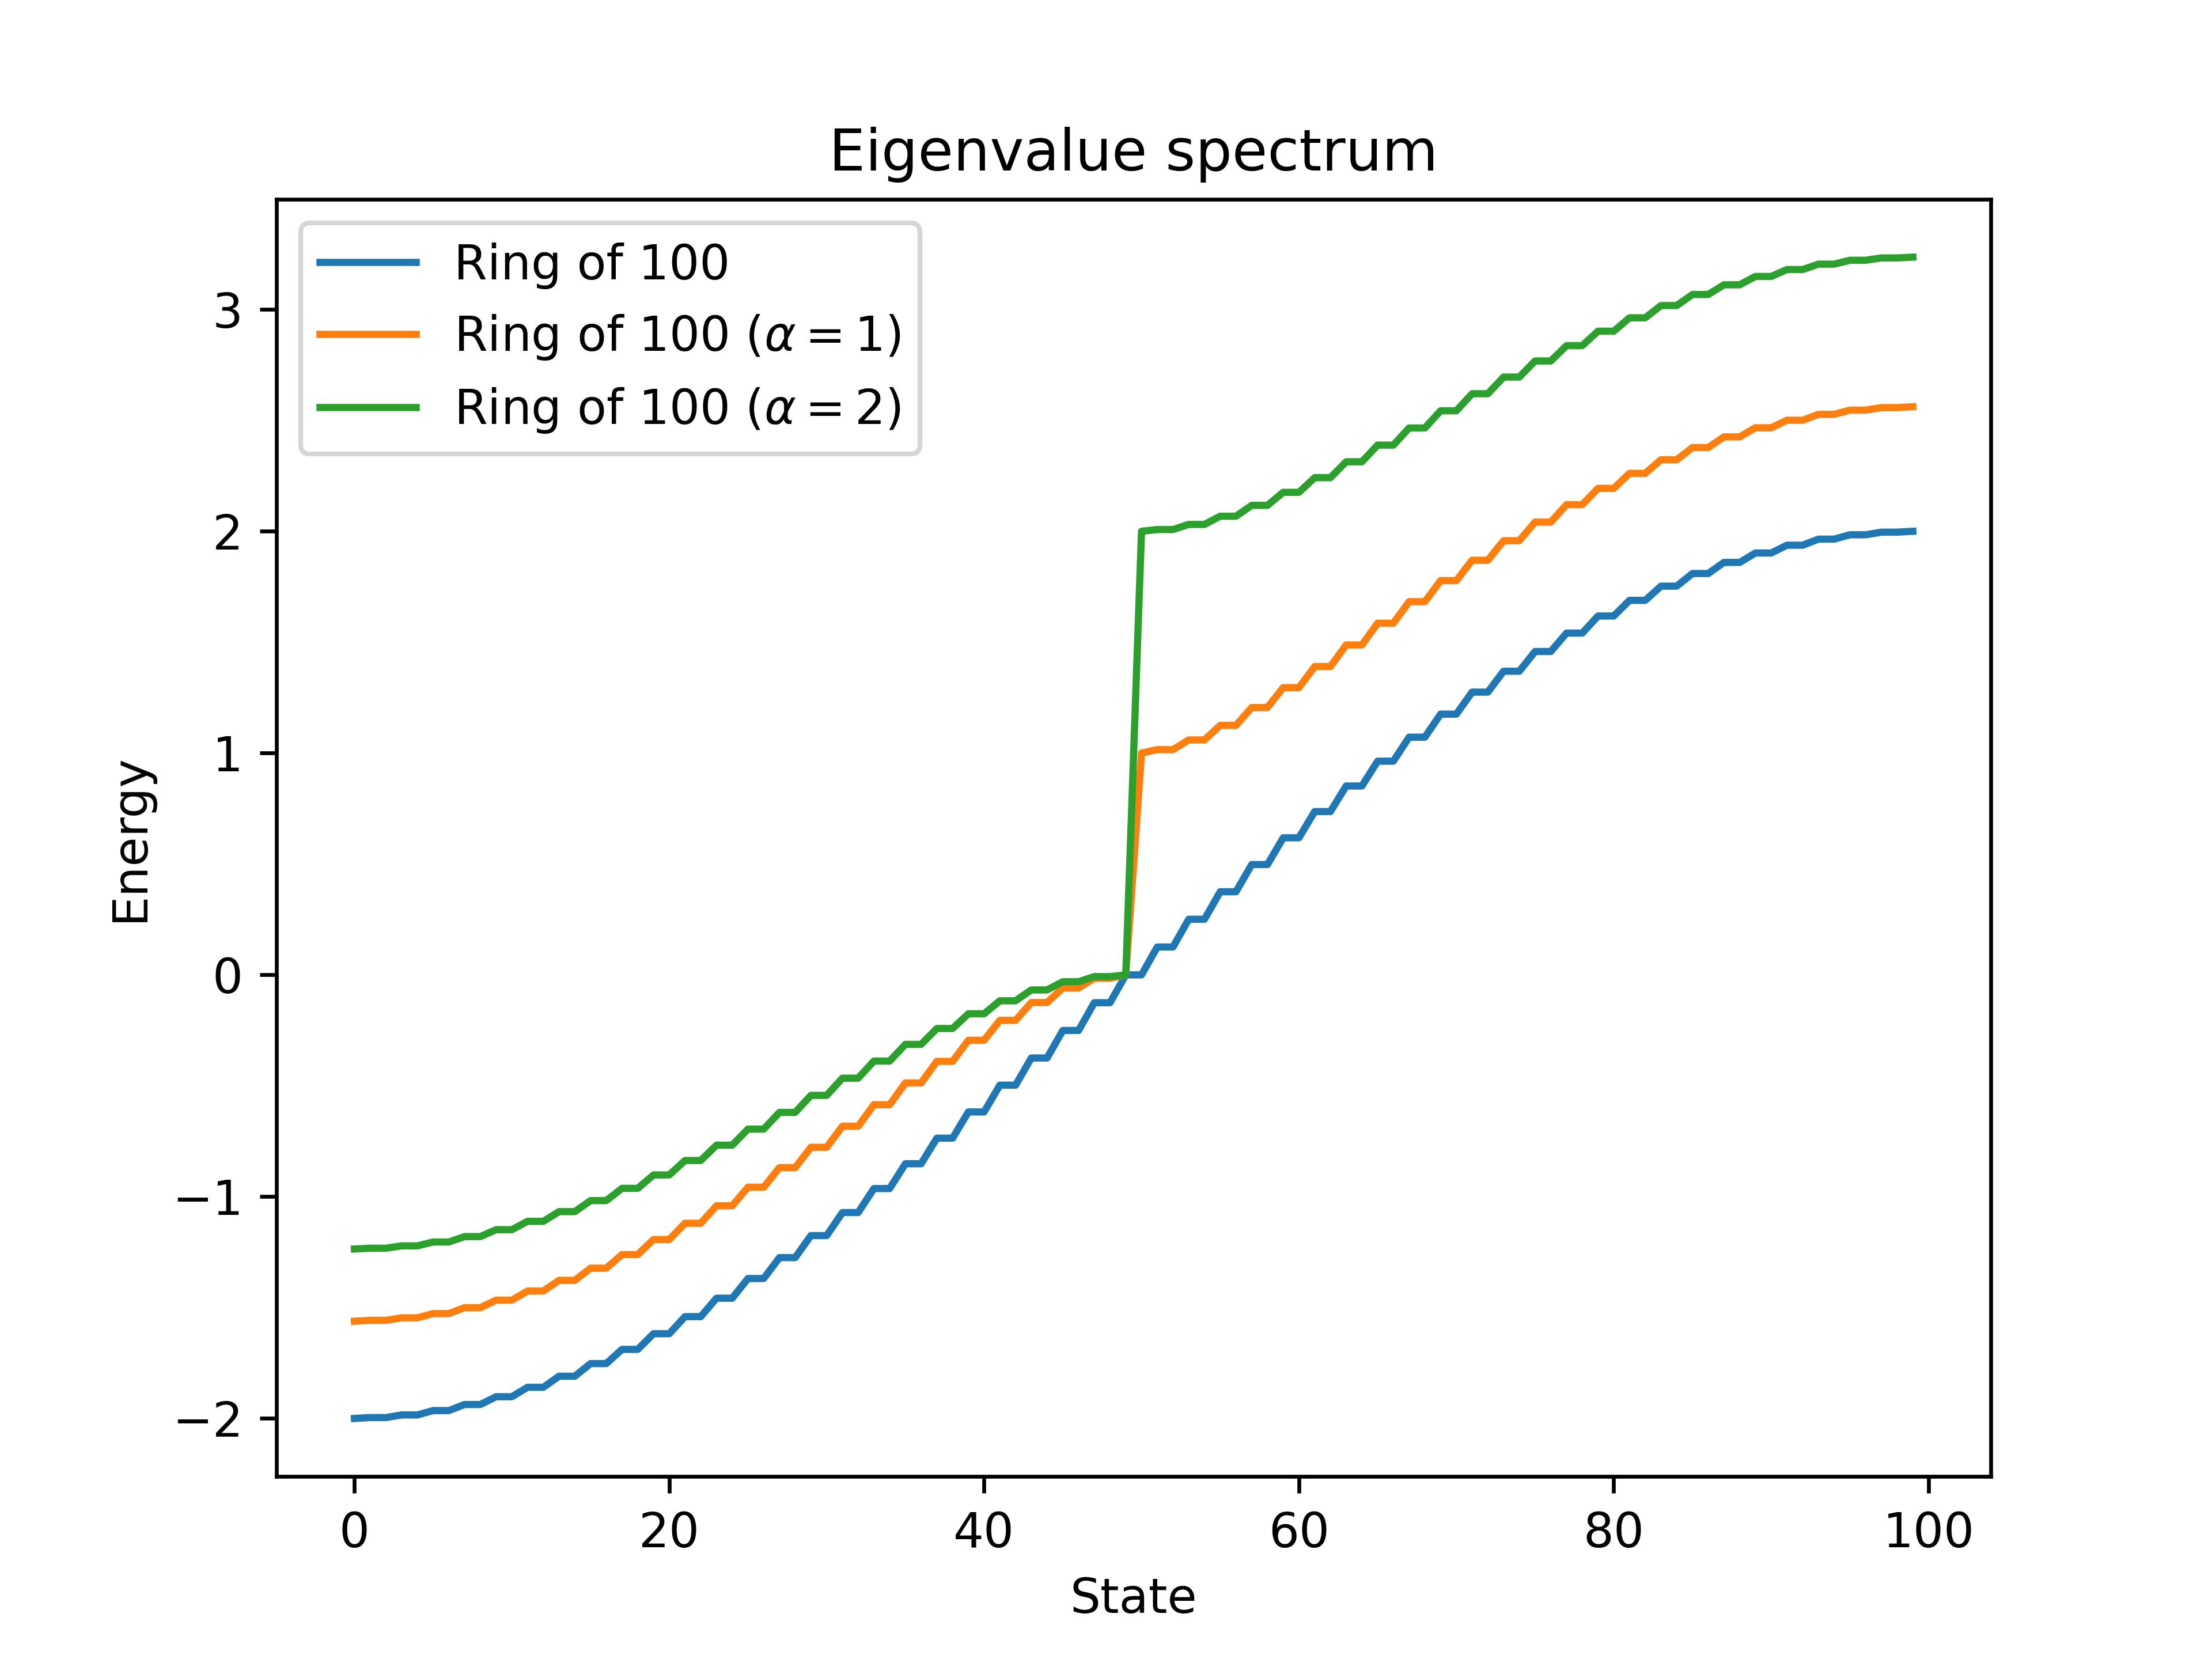 Eigenvalue spectrum
Ring of 100
Ring of 100 (α = 1)
Ring of 100 (α = 2)
3
2
1
0
−1
−2
Energy
0 20 40 60 80 100
State